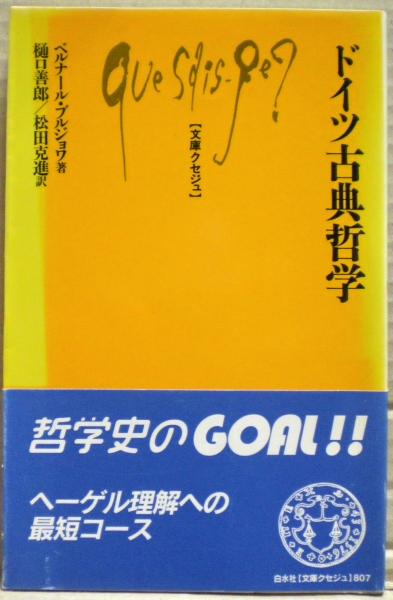 ドイツ古典哲学
Que sais-je?
【文庫クセジュ】
ベルナール・ブルジョワ著
樋口善郎/松田克進訳
哲学史のGOAL!!
ヘーゲル理解への
最短コース
白水社【文庫クセジュ】807